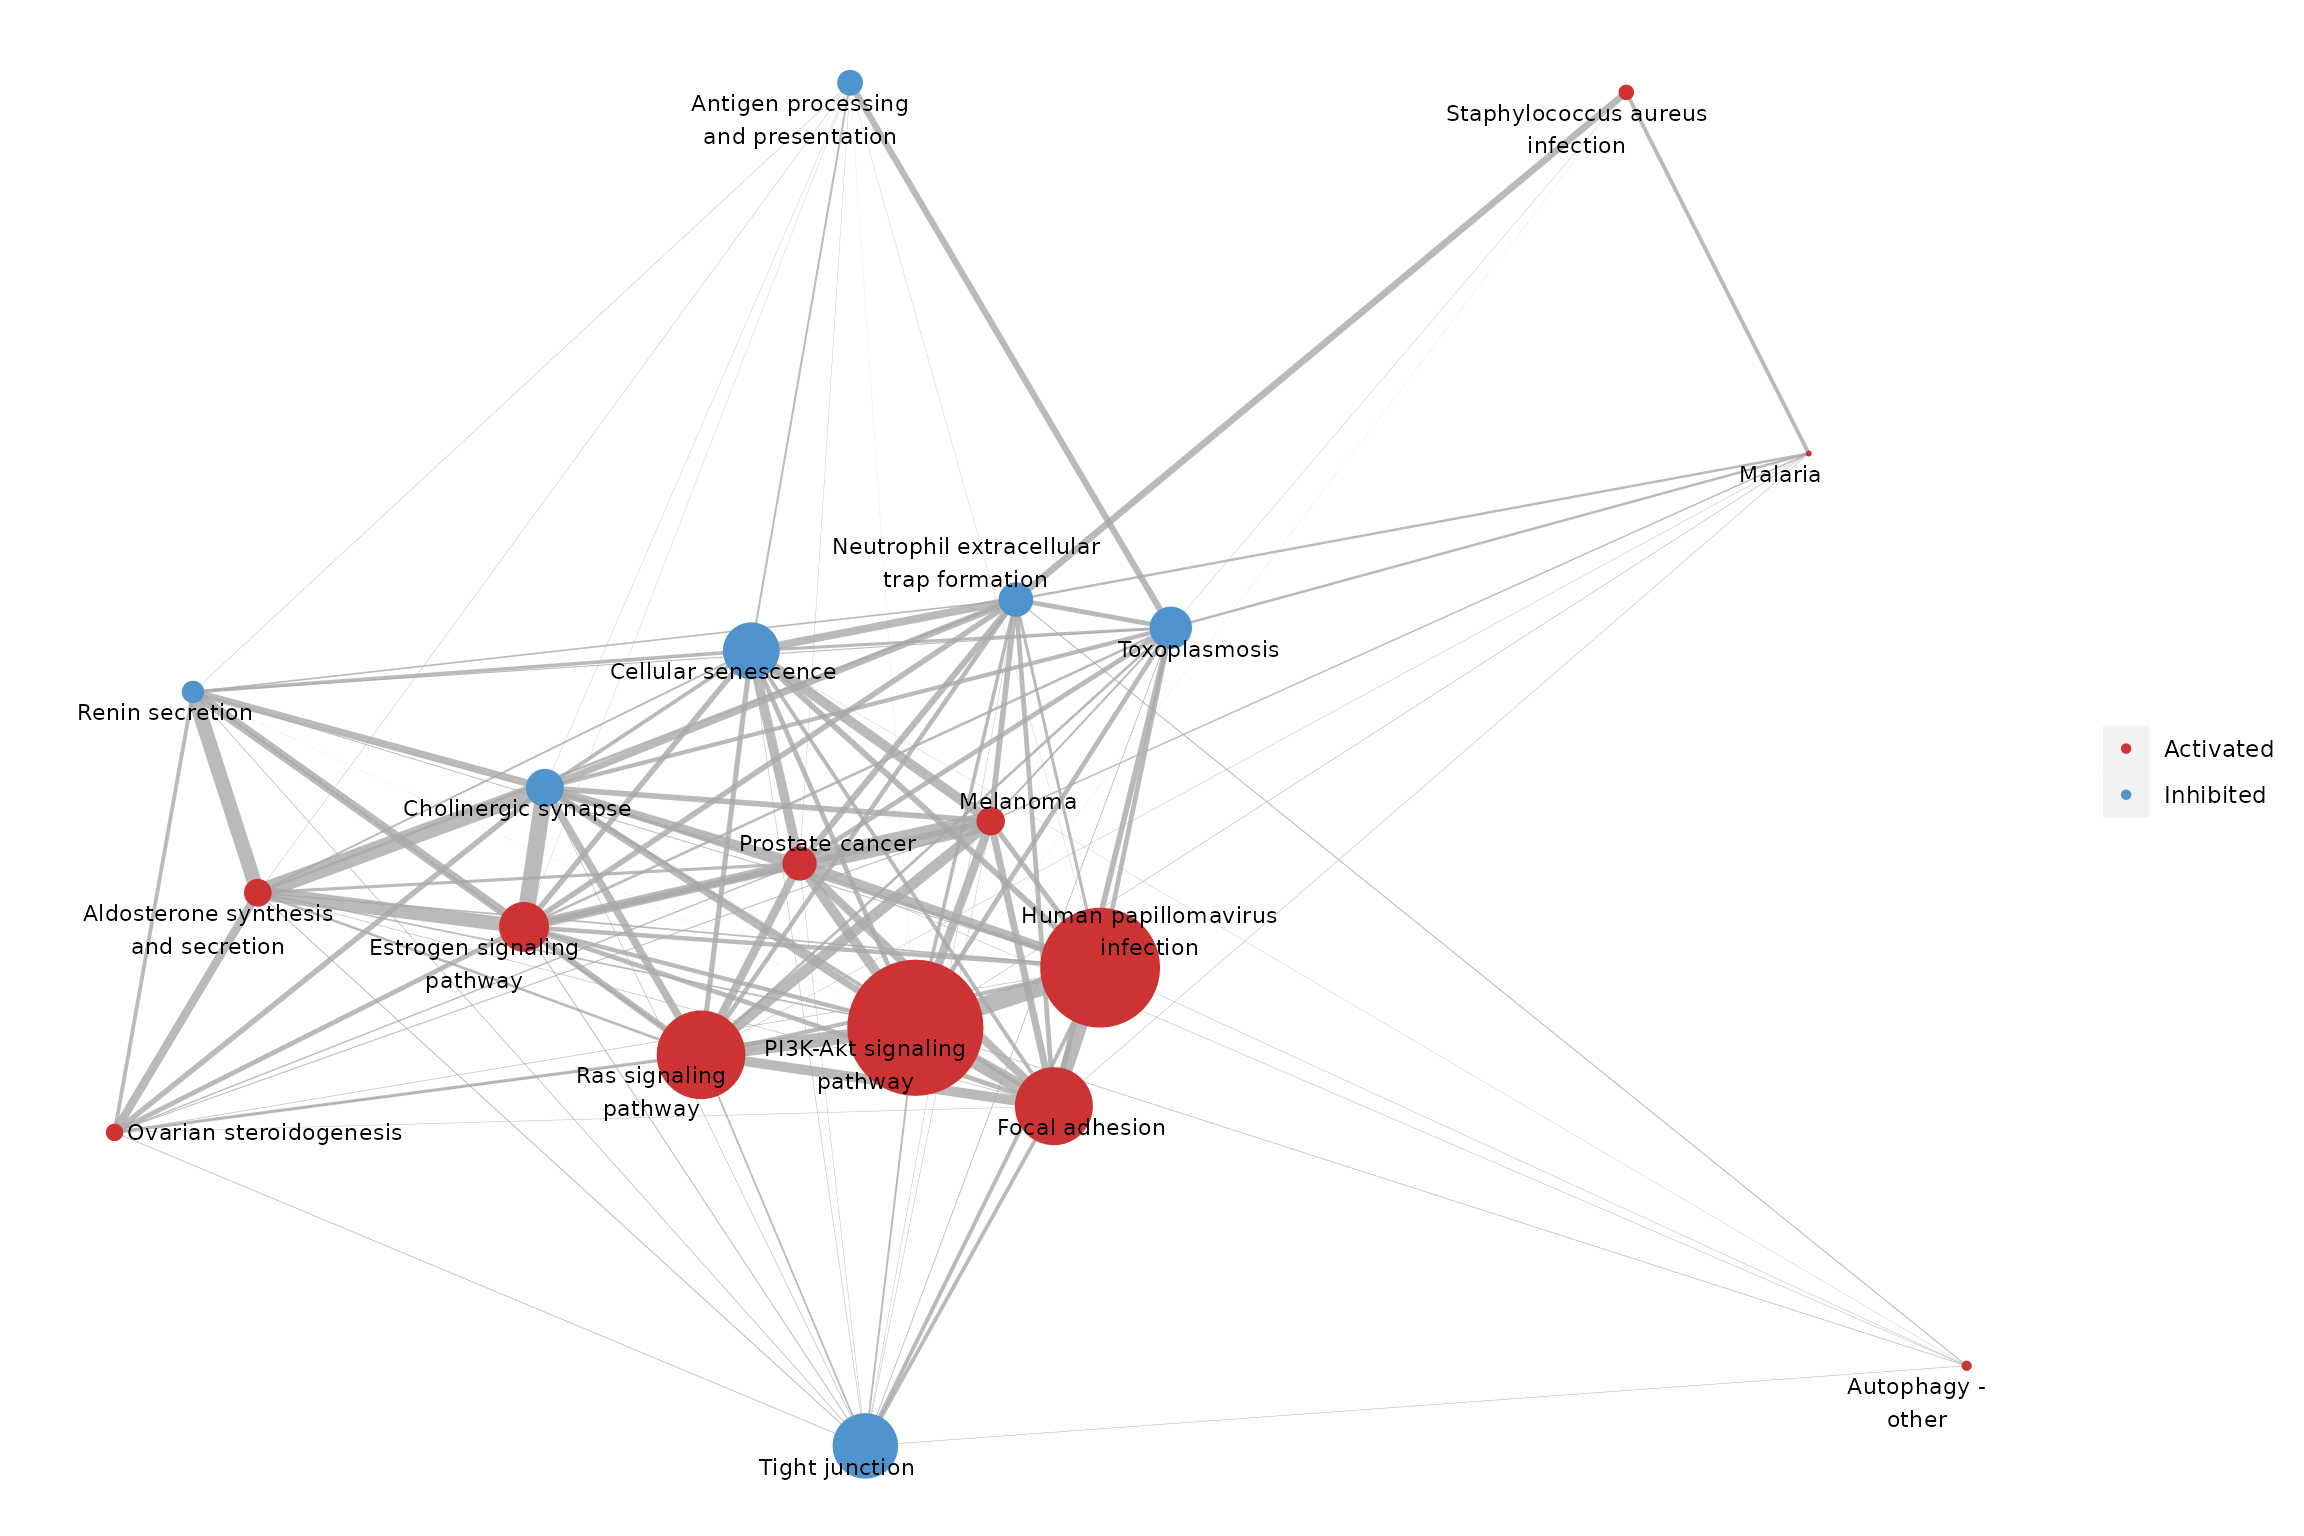 Antigen processing
and presentation
Staphylococcus aureus
infection
Malaria
Neutrophil extracellular
trap formation
Toxoplasmosis
Cellular senescence
Renin secretion
Activated
Inhibited
Cholinergic synapse
Melanoma
Prostate cancer
Aldosterone synthesis
and secretion
Human papillomavirus
infection
Estrogen signaling
pathway
PI3K-Akt signaling
pathway
Ras signaling
pathway
Focal adhesion
Ovarian steroidogenesis
Autophagy -
other
Tight junction